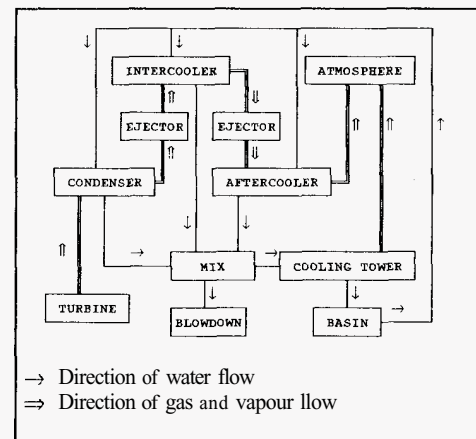 INTERCOOLER ATMOSPHERE
EJECTOR EJECTOR
CONDENSER AFTERCOOLER
MIX COOLING TOWER
TURBINE BLOWDOWN BASIN
→ Direction of water flow
⇒ Direction of gas and vapour llow